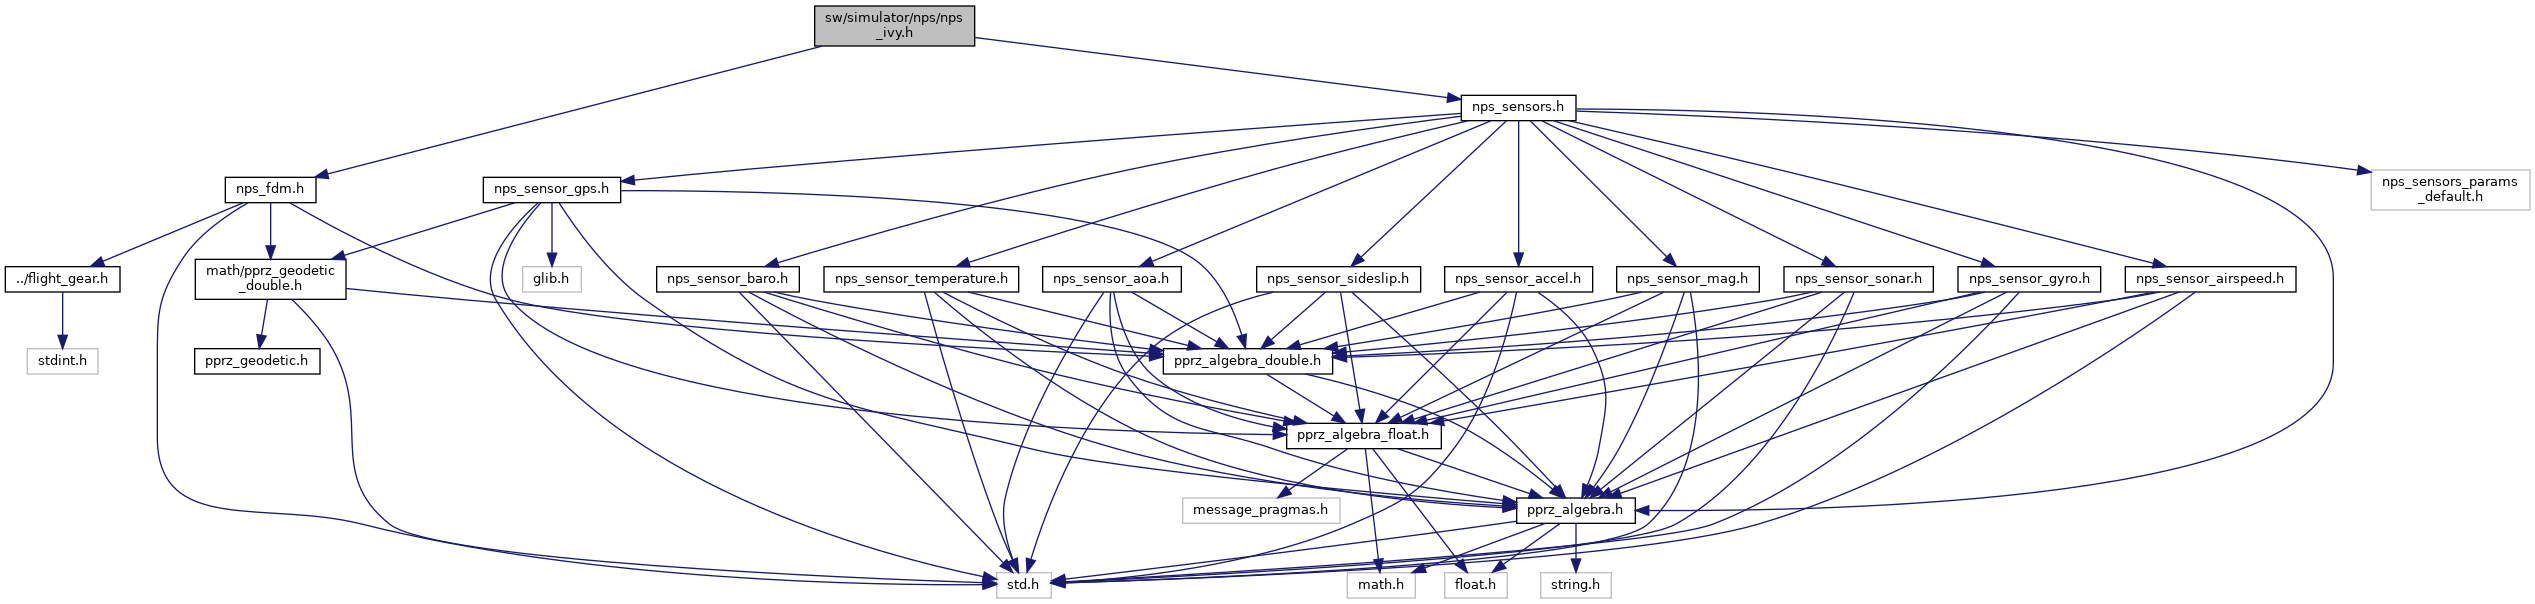 sw/simulator/nps/nps
_ivy.h
nps_sensors.h
nps_fdm.h
nps_sensor_gps.h
nps_sensors_params
_default.h
../flight_gear.h
math/pprz_geodetic
_double.h
glib.h
nps_sensor_baro.h
nps_sensor_temperature.h
nps_sensor_aoa.h
nps_sensor_sideslip.h
nps_sensor_accel.h
nps_sensor_mag.h
nps_sensor_sonar.h
nps_sensor_gyro.h
nps_sensor_airspeed.h
stdint.h
pprz_geodetic.h
pprz_algebra_double.h
pprz_algebra_float.h
message_pragmas.h
pprz_algebra.h
std.h
math.h
float.h
string.h